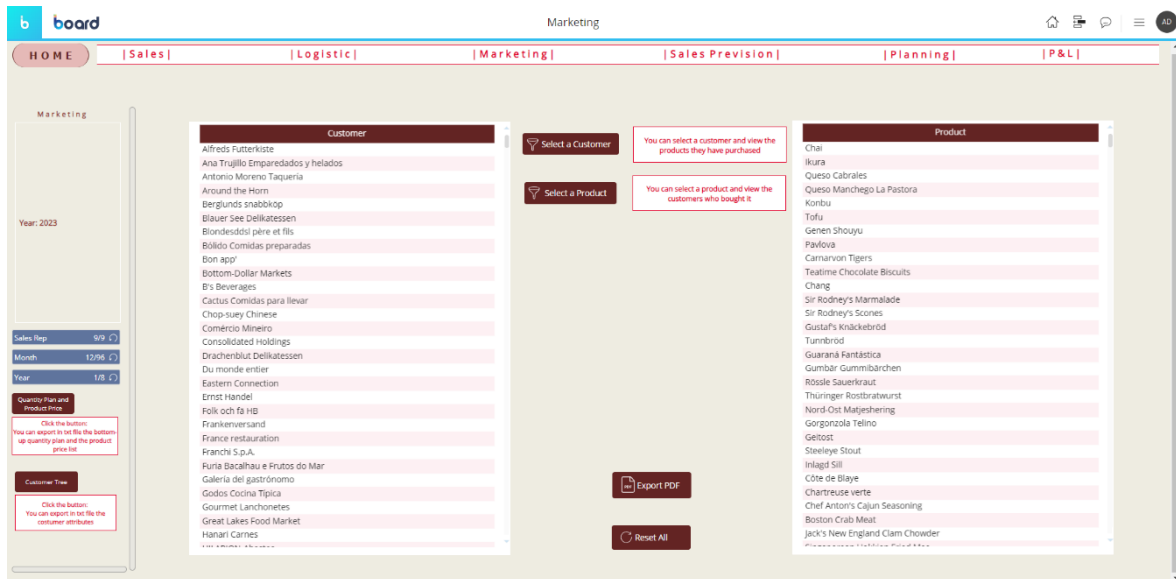 b board
Marketing
AD
HOME
|Sales|
|Logistic|
|Marketing|
|Sales Prevision|
|Planning|
|P&L|
Marketing
Year: 2023
Sales Rep 9/9
Month 12/96
Year 1/8
Quantity Plan and
Product Price
Click the button:
You can export in txt file the bottom-
up quantity plan and the product
price list
Customer Tree
Click the button:
You can export in txt file the
costumer attributes
Customer
Alfreds Futterkiste
Ana Trujillo Emparedados y helados
Antonio Moreno Taquería
Around the Horn
Berglunds snabbköp
Blauer See Delikatessen
Blondesddsl père et fils
Bólido Comidas preparadas
Bon app'
Bottom-Dollar Markets
B's Beverages
Cactus Comidas para llevar
Chop-suey Chinese
Comércio Mineiro
Consolidated Holdings
Drachenblut Delikatessen
Du monde entier
Eastern Connection
Ernst Handel
Folk och fä HB
Frankenversand
France restauration
Franchi S.p.A.
Furia Bacalhau e Frutos do Mar
Galería del gastrónomo
Godos Cocina Típica
Gourmet Lanchonetes
Great Lakes Food Market
Hanari Carnes
Select a Customer
You can select a customer and view the
products they have purchased
Select a Product
You can select a product and view the
customers who bought it
PDF
Export PDF
Reset All
Product
Chai
Ikura
Queso Cabrales
Queso Manchego La Pastora
Konbu
Tofu
Genen Shouyu
Pavlova
Carnarvon Tigers
Teatime Chocolate Biscuits
Chang
Sir Rodney's Marmalade
Sir Rodney's Scones
Gustaf's Knäckebröd
Tunnbröd
Guaraná Fantástica
Gumbär Gummibärchen
Rössle Sauerkraut
Thüringer Rostbratwurst
Nord-Ost Matjeshering
Gorgonzola Telino
Geitost
Steeleye Stout
Inlagd Sill
Côte de Blaye
Chartreuse verte
Chef Anton's Cajun Seasoning
Boston Crab Meat
Jack's New England Clam Chowder